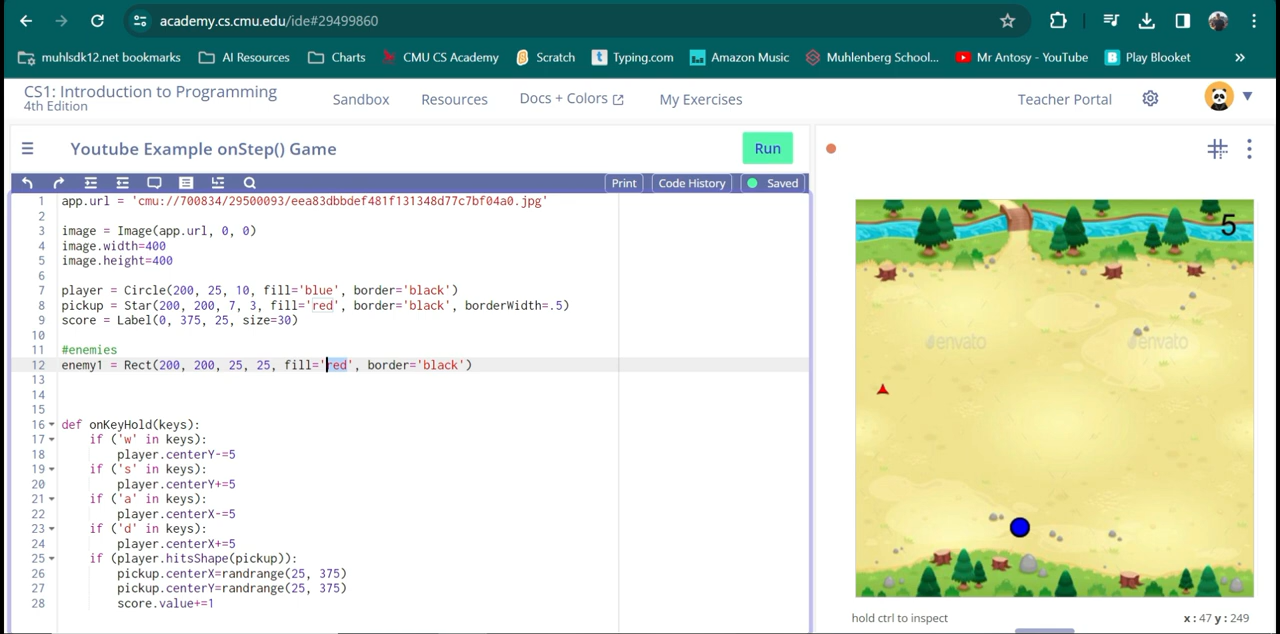 academy.cs.cmu.edu/ide#29499860
muhlsdk12.net bookmarks AI Resources Charts CMU CS Academy Scratch Typing.com Amazon Music Muhlenberg School... Mr Antosy - YouTube Play Blooket »
CS1: Introduction to Programming
4th Edition
Sandbox Resources Docs + Colors My Exercises Teacher Portal
Youtube Example onStep() Game Run
Print Code History Saved
1 app.url = 'cmu://700834/29500093/eea83dbbdef481f131348d77c7bf04a0.jpg'
2
3 image = Image(app.url, 0, 0)
4 image.width=400
5 image.height=400
6
7 player = Circle(200, 25, 10, fill='blue', border='black')
8 pickup = Star(200, 200, 7, 3, fill='red', border='black', borderWidth=.5)
9 score = Label(0, 375, 25, size=30)
10
11 #enemies
12 enemy1 = Rect(200, 200, 25, 25, fill='red', border='black')
13
14
15
16 def onKeyHold(keys):
17 if ('w' in keys):
18 player.centerY-=5
19 if ('s' in keys):
20 player.centerY+=5
21 if ('a' in keys):
22 player.centerX-=5
23 if ('d' in keys):
24 player.centerX+=5
25 if (player.hitsShape(pickup)):
26 pickup.centerX=randrange(25, 375)
27 pickup.centerY=randrange(25, 375)
28 score.value+=1
5
envato envato
hold ctrl to inspect x: 47 y: 249